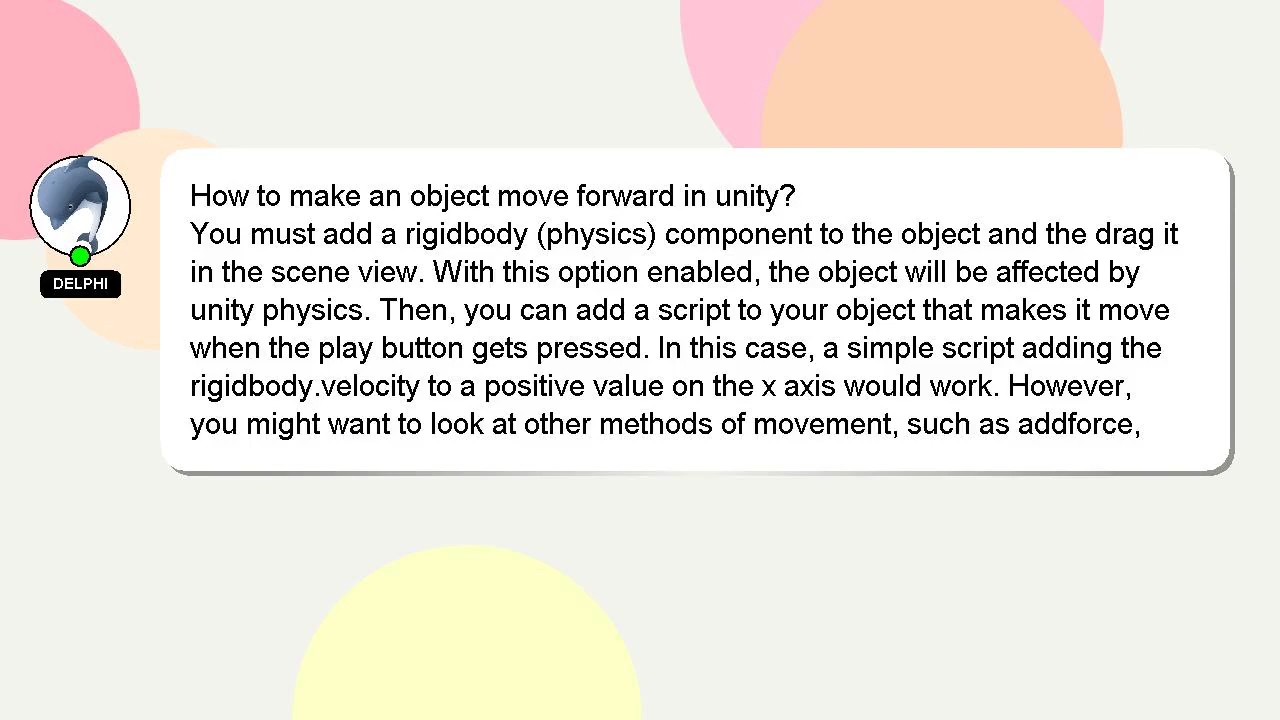 How to make an object move forward in unity?
You must add a rigidbody (physics) component to the object and the drag it
in the scene view. With this option enabled, the object will be affected by
unity physics. Then, you can add a script to your object that makes it move
when the play button gets pressed. In this case, a simple script adding the
rigidbody.velocity to a positive value on the x axis would work. However,
you might want to look at other methods of movement, such as addforce,
DELPHI